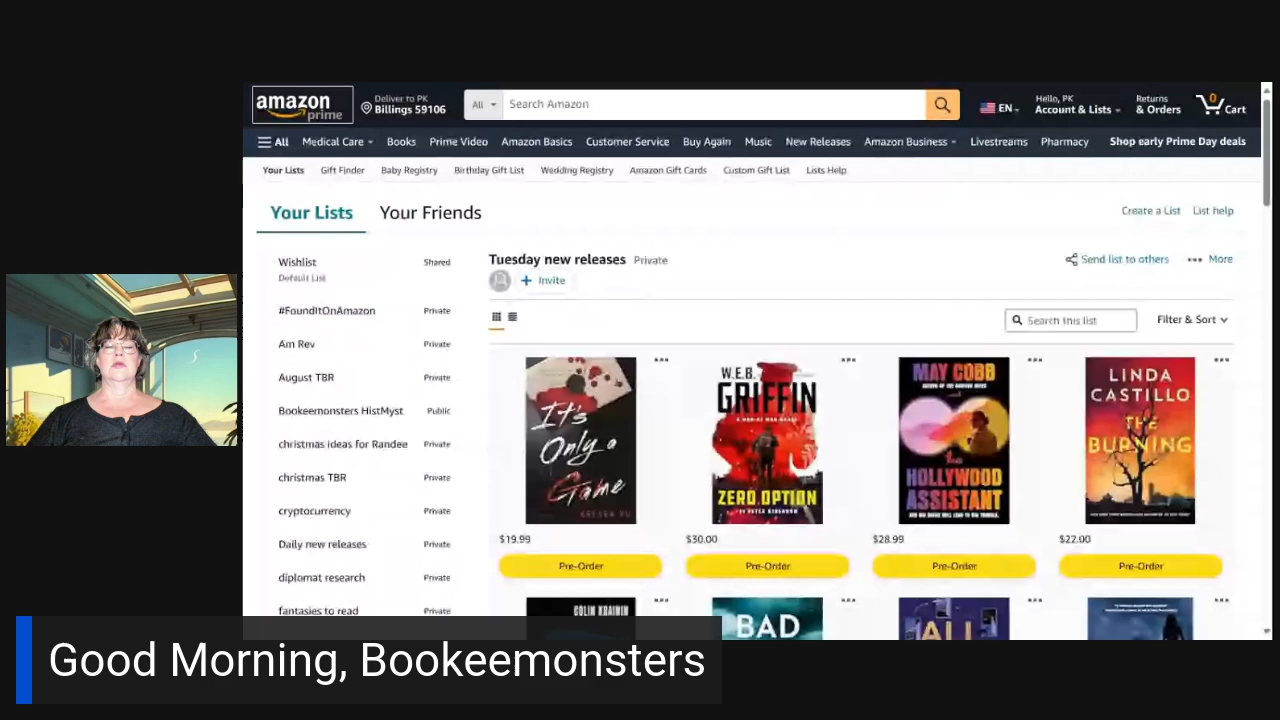 amazon
prime
Deliver to PK
Billings 59106
All
Search Amazon
EN
Hello, PK
Account & Lists
Returns
& Orders
0
Cart
All
Medical Care
Books
Prime Video
Amazon Basics
Customer Service
Buy Again
Music
New Releases
Amazon Business
Livestreams
Pharmacy
Shop early Prime Day deals
Your Lists
Gift Finder
Baby Registry
Birthday Gift List
Wedding Registry
Amazon Gift Cards
Custom Gift List
Lists Help
Your Lists
Your Friends
Create a List
List help
Wishlist
Shared
Default List
#FoundItOnAmazon
Private
Am Rev
Private
August TBR
Private
Bookeemonsters HistMyst
Public
christmas ideas for Randee
Private
christmas TBR
Private
cryptocurrency
Private
Daily new releases
Private
diplomat research
Private
fantasies to read
Private
Tuesday new releases
Private
Invite
Send list to others
More
Search this list
Filter & Sort
It's
Only a
Game
KELSEA YU
$19.99
Pre-Order
W.E.B.
GRIFFIN
ZERO OPTION
$30.00
Pre-Order
MAY COBB
the
HOLLYWOOD
ASSISTANT
$28.99
Pre-Order
LINDA
CASTILLO
THE
BURNING
$22.00
Pre-Order
BAD
ALL
Good Morning, Bookeemonsters